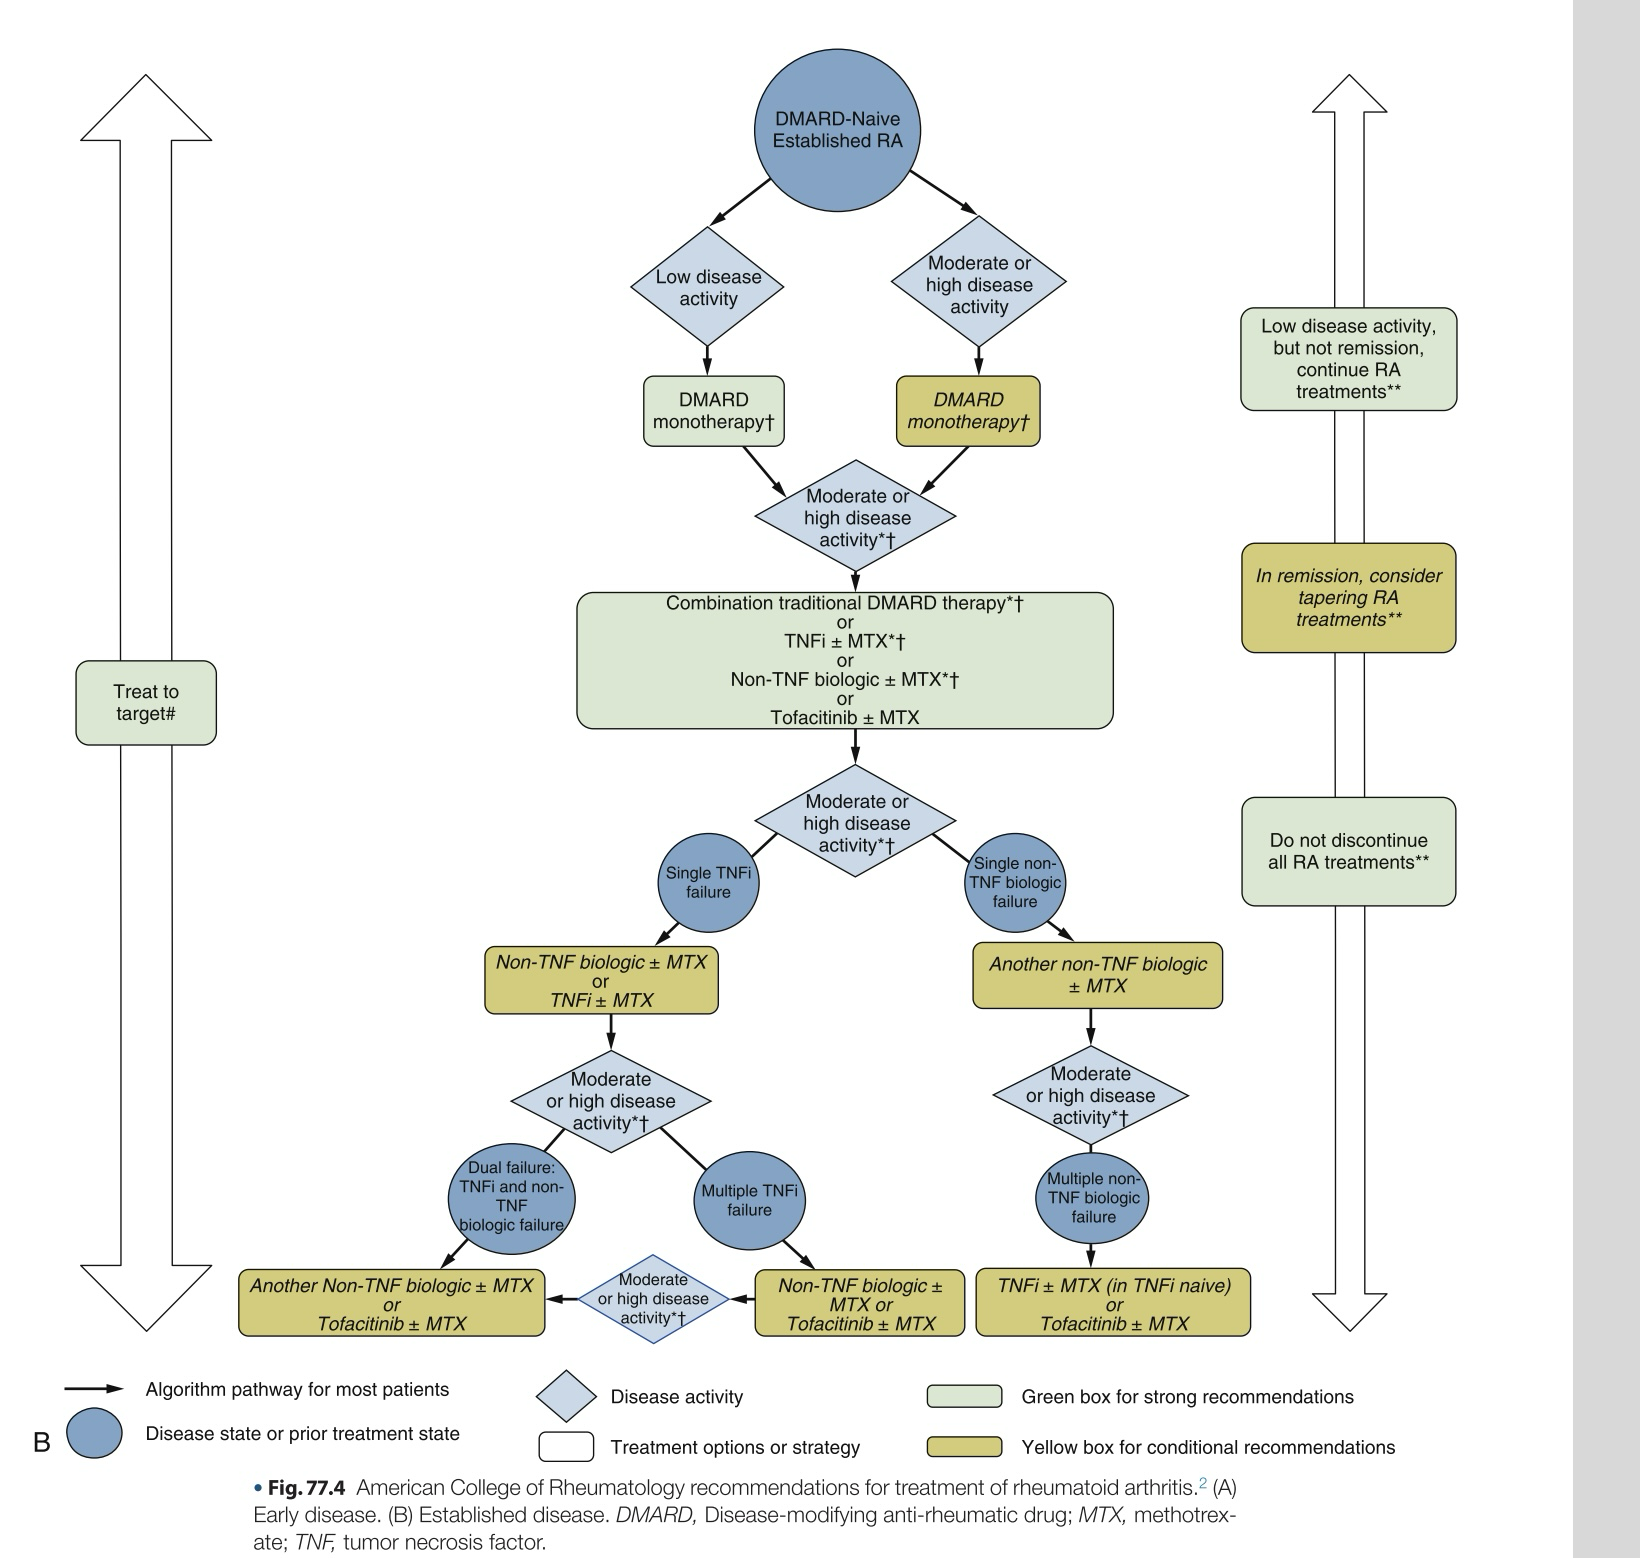 DMARD-Naive
Established RA
Low disease
activity
Moderate or
high disease
activity
DMARD
monotherapy†
DMARD
monotherapy†
Moderate or
high disease
activity*†
Combination traditional DMARD therapy*†
or
TNFi ± MTX*†
or
Non-TNF biologic ± MTX*†
or
Tofacitinib ± MTX
Moderate or
high disease
activity*†
Single TNFi
failure
Single non-
TNF biologic
failure
Non-TNF biologic ± MTX
or
TNFi ± MTX
Another non-TNF biologic
± MTX
Moderate
or high disease
activity*†
Moderate
or high disease
activity*†
Dual failure:
TNFi and non-
TNF
biologic failure
Multiple TNFi
failure
Multiple non-
TNF biologic
failure
Another Non-TNF biologic ± MTX
or
Tofacitinib ± MTX
Moderate
or high disease
activity*†
Non-TNF biologic ±
MTX or
Tofacitinib ± MTX
TNFi ± MTX (in TNFi naive)
or
Tofacitinib ± MTX
Treat to
target#
Low disease activity,
but not remission,
continue RA
treatments**
In remission, consider
tapering RA
treatments**
Do not discontinue
all RA treatments**
Algorithm pathway for most patients
Disease state or prior treatment state
Disease activity
Treatment options or strategy
Green box for strong recommendations
Yellow box for conditional recommendations
B
• Fig. 77.4 American College of Rheumatology recommendations for treatment of rheumatoid arthritis.2 (A)
Early disease. (B) Established disease. DMARD, Disease-modifying anti-rheumatic drug; MTX, methotrex-
ate; TNF, tumor necrosis factor.